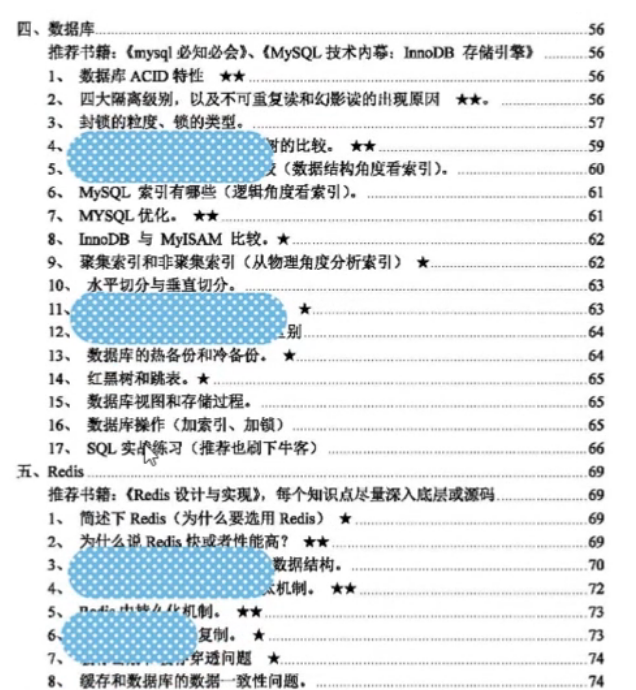 四、数据库 56
推荐书籍：《mysql 必知必会》、《MySQL 技术内幕：InnoDB 存储引擎》 56
1、 数据库 ACID 特性 ★★ 56
2、 四大隔离级别，以及不可重复读和幻影读的出现原因 ★★。 56
3、 封锁的粒度、锁的类型。 57
4、 树的比较。 ★★ 59
5、 （数据结构角度看索引）。 60
6、 MySQL 索引有哪些（逻辑角度看索引）。 61
7、 MYSQL 优化。 ★★ 61
8、 InnoDB 与 MyISAM 比较。★ 62
9、 聚集索引和非聚集索引（从物理角度分析索引） ★ 62
10、 水平切分与垂直切分。 63
11、 ★ 63
12、 别 64
13、 数据库的热备份和冷备份。 ★ 64
14、 红黑树和跳表。★ 65
15、 数据库视图和存储过程。 65
16、 数据库操作（加索引、加锁） 65
17、 SQL 实战练习（推荐也刷下牛客） 66
五、Redis 69
推荐书籍：《Redis 设计与实现》，每个知识点尽量深入底层或源码 69
1、 简述下 Redis（为什么要选用 Redis） ★ 69
2、 为什么说 Redis 快或者性能高？ ★★ 69
3、 数据结构。 70
4、 机制。 ★★ 72
5、 Redis 中持久化机制。 ★★ 73
6、 复制。 ★ 73
7、 穿透问题 ★ 74
8、 缓存和数据库的数据一致性问题。 74